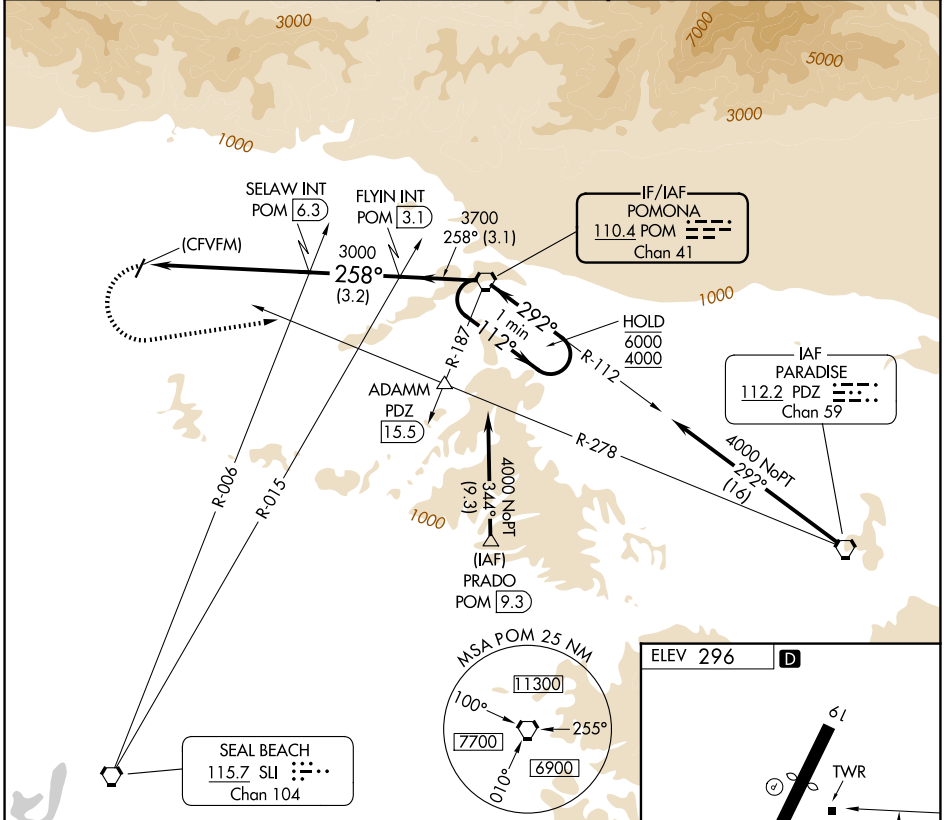 3000
7000
5000
3000
1000
SELAW INT
POM 6.3
FLYIN INT
POM 3.1
3700
258° (3.1)
IF/IAF
POMONA
110.4 POM
Chan 41
(CFVFM)
3000
258°
(3.2)
1000
292°
1 min
112°
HOLD
6000
4000
R-187
R-112
IAF
PARADISE
112.2 PDZ
Chan 59
ADAMM
PDZ
15.5
R-278
4000 NoPT
292°
(16)
R-006
R-015
1000
4000 NoPT
344°
(9.3)
(IAF)
PRADO
POM 9.3
MSA POM 25 NM
11300
100°
255°
7700
6900
010°
SEAL BEACH
115.7 SLI
Chan 104
ELEV 296 D
19
TWR
P